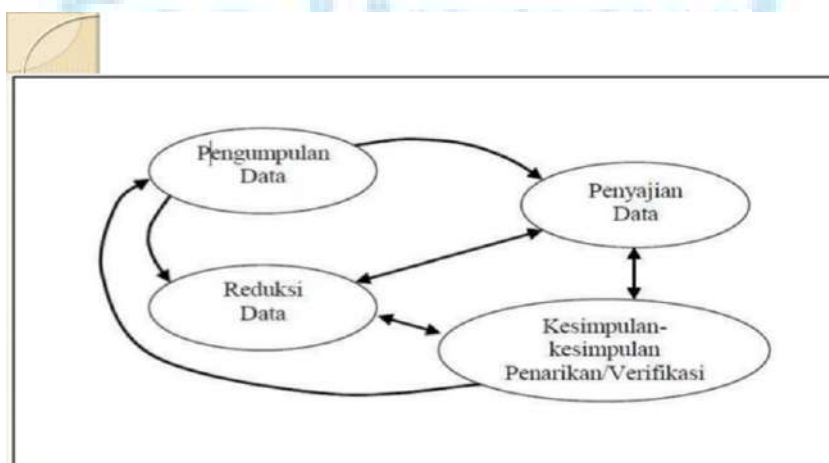 Pengumpulan
Data
Penyajian
Data
Reduksi
Data
Kesimpulan-
kesimpulan
Penarikan/Verifikasi